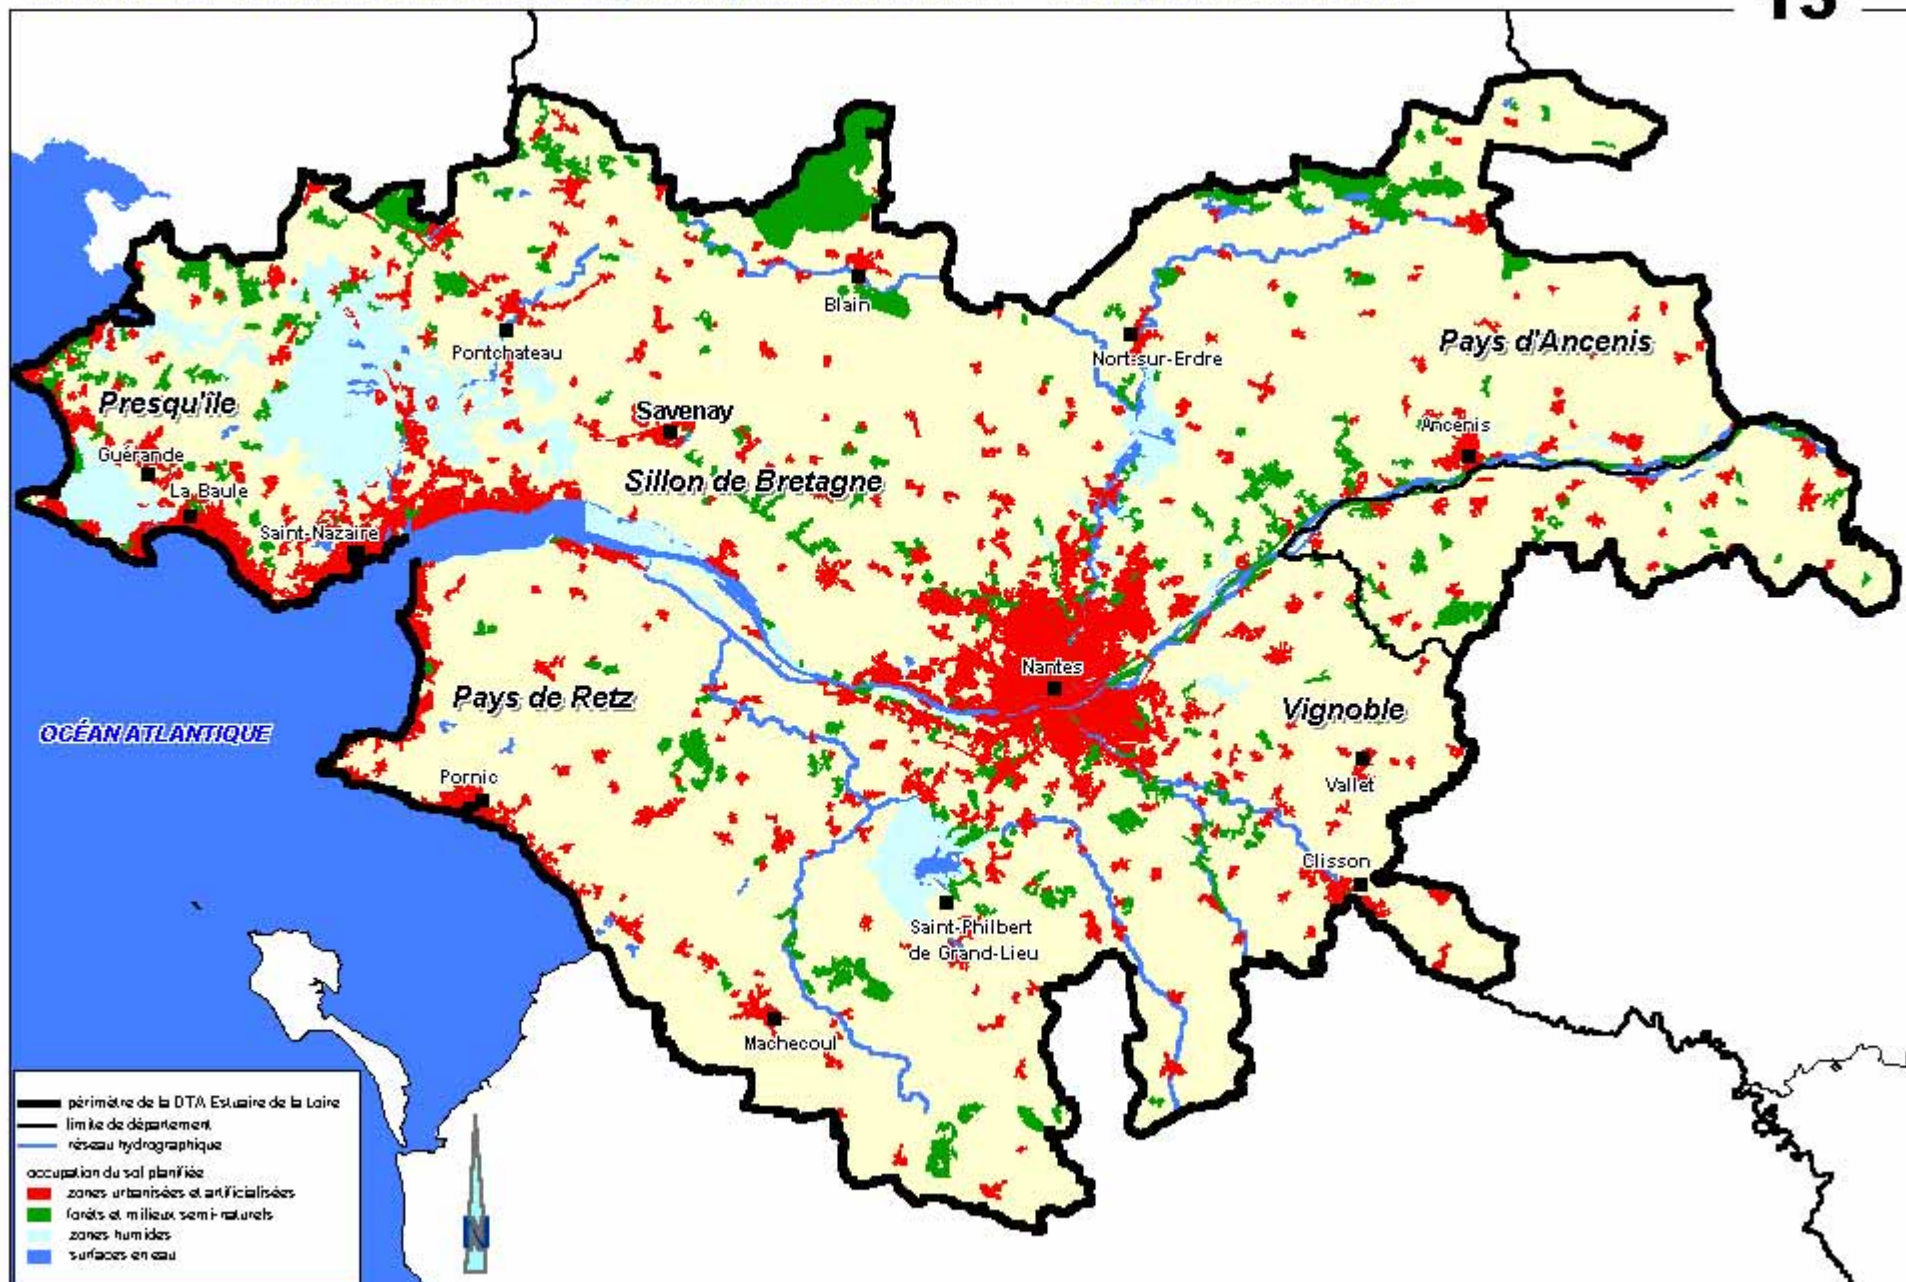 13
Blain
Pontchateau
Nort-sur-Erdre
Pays d'Ancenis
Presqu'île
Savenay
Ancenis
Guérande
Sillon de Bretagne
La Baule
Saint-Nazaire
Nantes
Pays de Retz
Vignoble
OCÉAN ATLANTIQUE
Pornic
Vallet
Clisson
Saint-Philbert
de Grand-Lieu
Machecoul
périmètre de la DTA Estuaire de la Loire
limite de département
réseau hydrographique
occupation du sol planifiée
zones urbanisées et artificialisées
forêts et milieux semi-naturels
zones humides
surfaces en eau
N